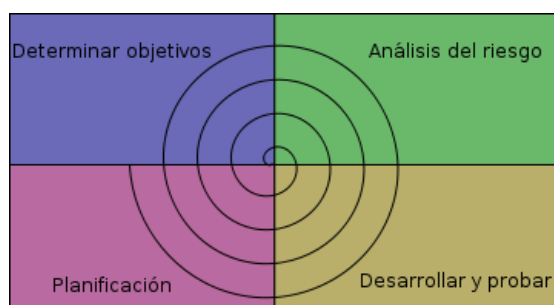 Determinar objetivos
Análisis del riesgo
Planificación
Desarrollar y probar